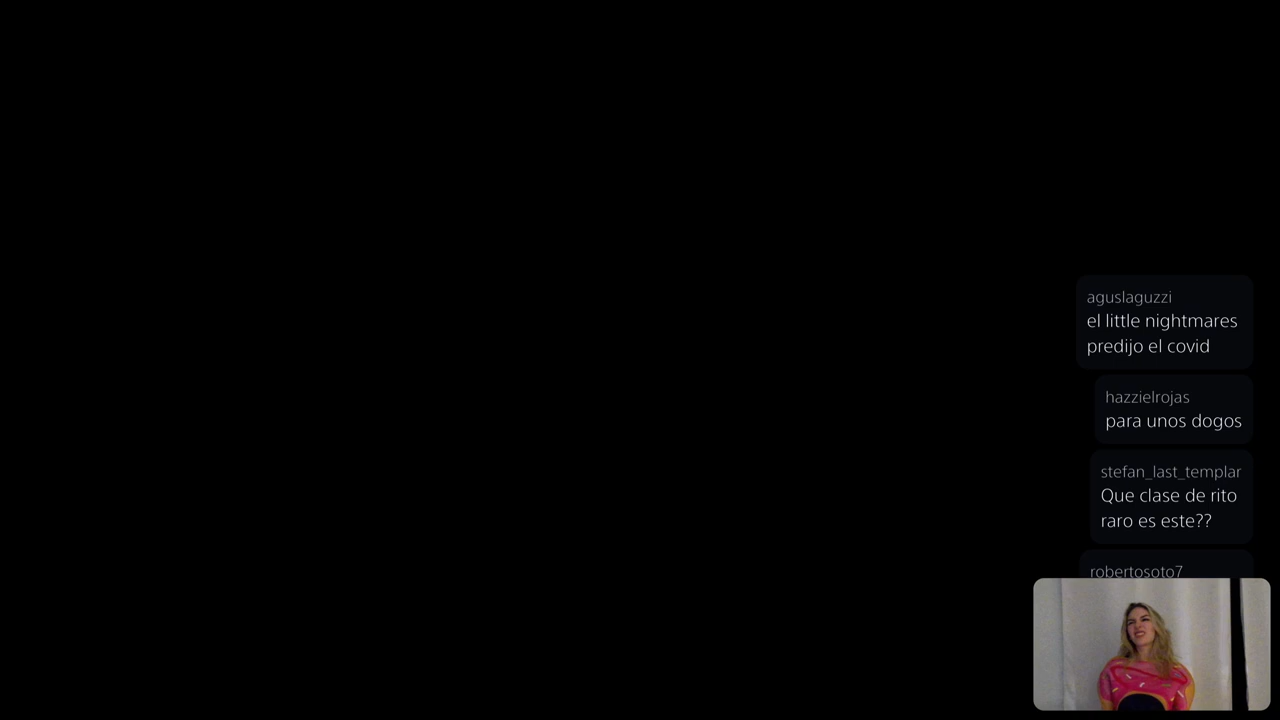 aguslaguzzi
el little nightmares
predijo el covid
hazzielrojas
para unos dogos
stefan_last_templar
Que clase de rito
raro es este??
robertosoto7